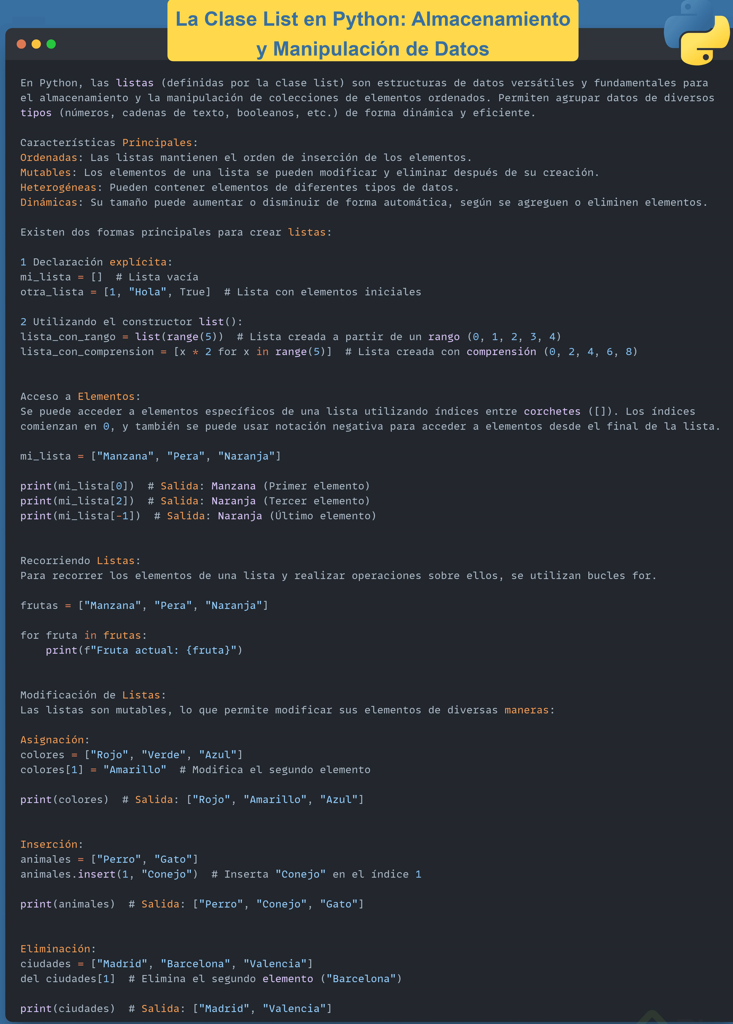 La Clase List en Python: Almacenamiento
y Manipulación de Datos
En Python, las listas (definidas por la clase list) son estructuras de datos versátiles y fundamentales para
el almacenamiento y la manipulación de colecciones de elementos ordenados. Permiten agrupar datos de diversos
tipos (números, cadenas de texto, booleanos, etc.) de forma dinámica y eficiente.
Características Principales:
Ordenadas: Las listas mantienen el orden de inserción de los elementos.
Mutables: Los elementos de una lista se pueden modificar y eliminar después de su creación.
Heterogéneas: Pueden contener elementos de diferentes tipos de datos.
Dinámicas: Su tamaño puede aumentar o disminuir de forma automática, según se agreguen o eliminen elementos.
Existen dos formas principales para crear listas:
1 Declaración explícita:
mi_lista = []  # Lista vacía
otra_lista = [1, "Hola", True]  # Lista con elementos iniciales
2 Utilizando el constructor list():
lista_con_rango = list(range(5))  # Lista creada a partir de un rango (0, 1, 2, 3, 4)
lista_con_comprension = [x * 2 for x in range(5)]  # Lista creada con comprensión (0, 2, 4, 6, 8)
Acceso a Elementos:
Se puede acceder a elementos específicos de una lista utilizando índices entre corchetes ([]). Los índices
comienzan en 0, y también se puede usar notación negativa para acceder a elementos desde el final de la lista.
mi_lista = ["Manzana", "Pera", "Naranja"]
print(mi_lista[0])  # Salida: Manzana (Primer elemento)
print(mi_lista[2])  # Salida: Naranja (Tercer elemento)
print(mi_lista[-1])  # Salida: Naranja (Último elemento)
Recorriendo Listas:
Para recorrer los elementos de una lista y realizar operaciones sobre ellos, se utilizan bucles for.
frutas = ["Manzana", "Pera", "Naranja"]
for fruta in frutas:
    print(f"Fruta actual: {fruta}")
Modificación de Listas:
Las listas son mutables, lo que permite modificar sus elementos de diversas maneras:
Asignación:
colores = ["Rojo", "Verde", "Azul"]
colores[1] = "Amarillo"  # Modifica el segundo elemento
print(colores)  # Salida: ["Rojo", "Amarillo", "Azul"]
Inserción:
animales = ["Perro", "Gato"]
animales.insert(1, "Conejo")  # Inserta "Conejo" en el índice 1
print(animales)  # Salida: ["Perro", "Conejo", "Gato"]
Eliminación:
ciudades = ["Madrid", "Barcelona", "Valencia"]
del ciudades[1]  # Elimina el segundo elemento ("Barcelona")
print(ciudades)  # Salida: ["Madrid", "Valencia"]